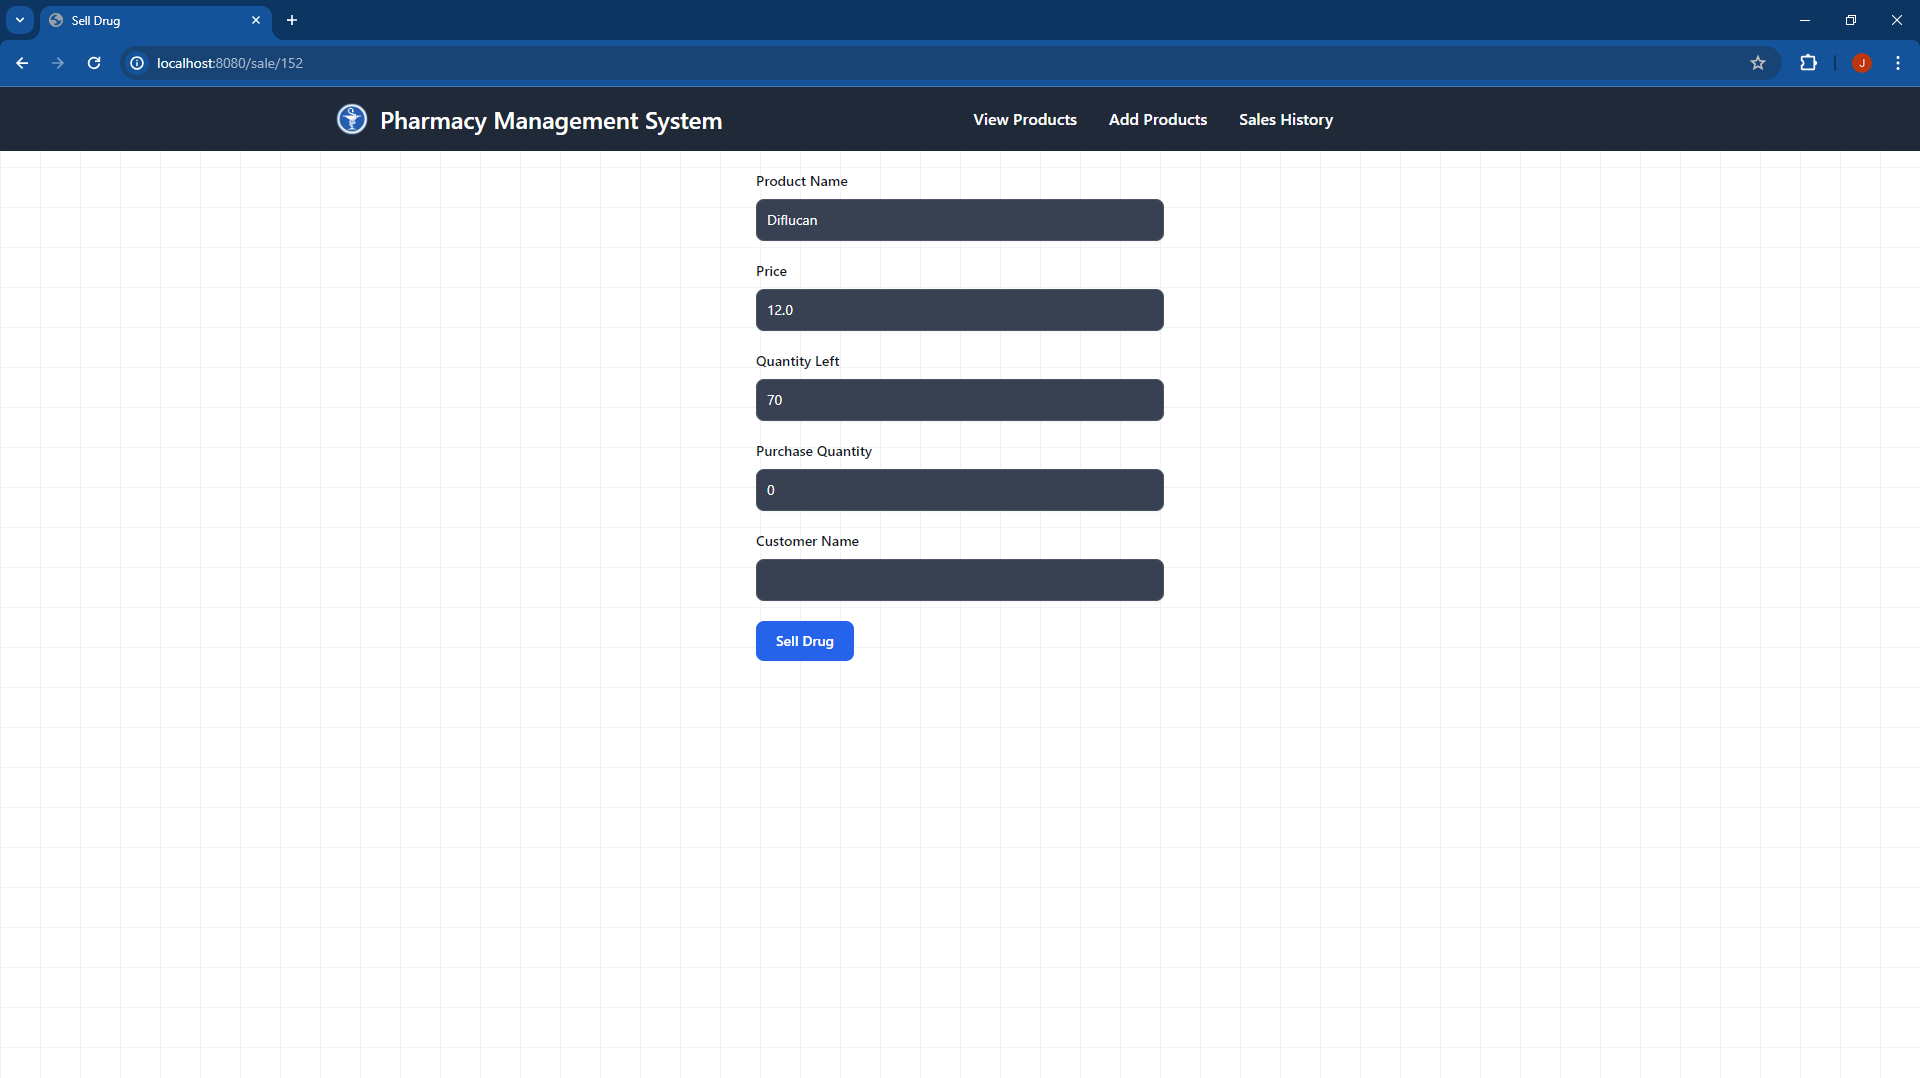 Sell Drug
localhost:8080/sale/152
J
Pharmacy Management System
View Products
Add Products
Sales History
Product Name
Diflucan
Price
12.0
Quantity Left
70
Purchase Quantity
0
Customer Name
Sell Drug